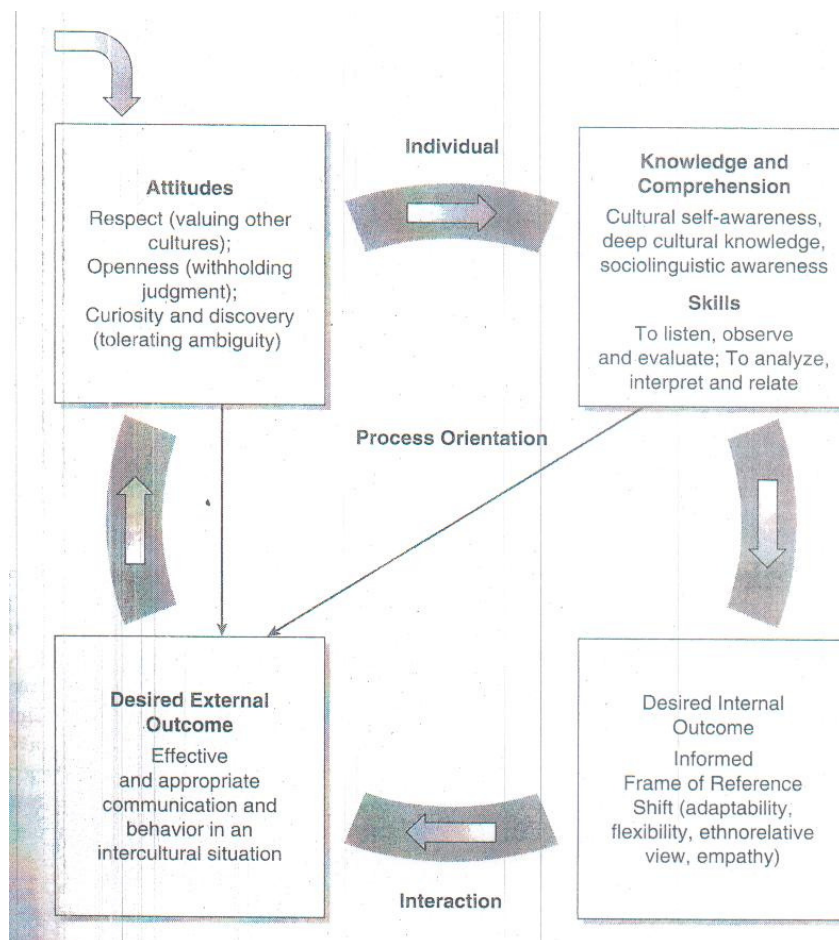 Individual
Attitudes
Respect (valuing other
cultures);
Openness (withholding
judgment);
Curiosity and discovery
(tolerating ambiguity)
Knowledge and
Comprehension
Cultural self-awareness,
deep cultural knowledge,
sociolinguistic awareness
Skills
To listen, observe
and evaluate; To analyze,
interpret and relate
Process Orientation
Desired External
Outcome
Effective
and appropriate
communication and
behavior in an
intercultural situation
Desired Internal
Outcome
Informed
Frame of Reference
Shift (adaptability,
flexibility, ethnorelative
view, empathy)
Interaction